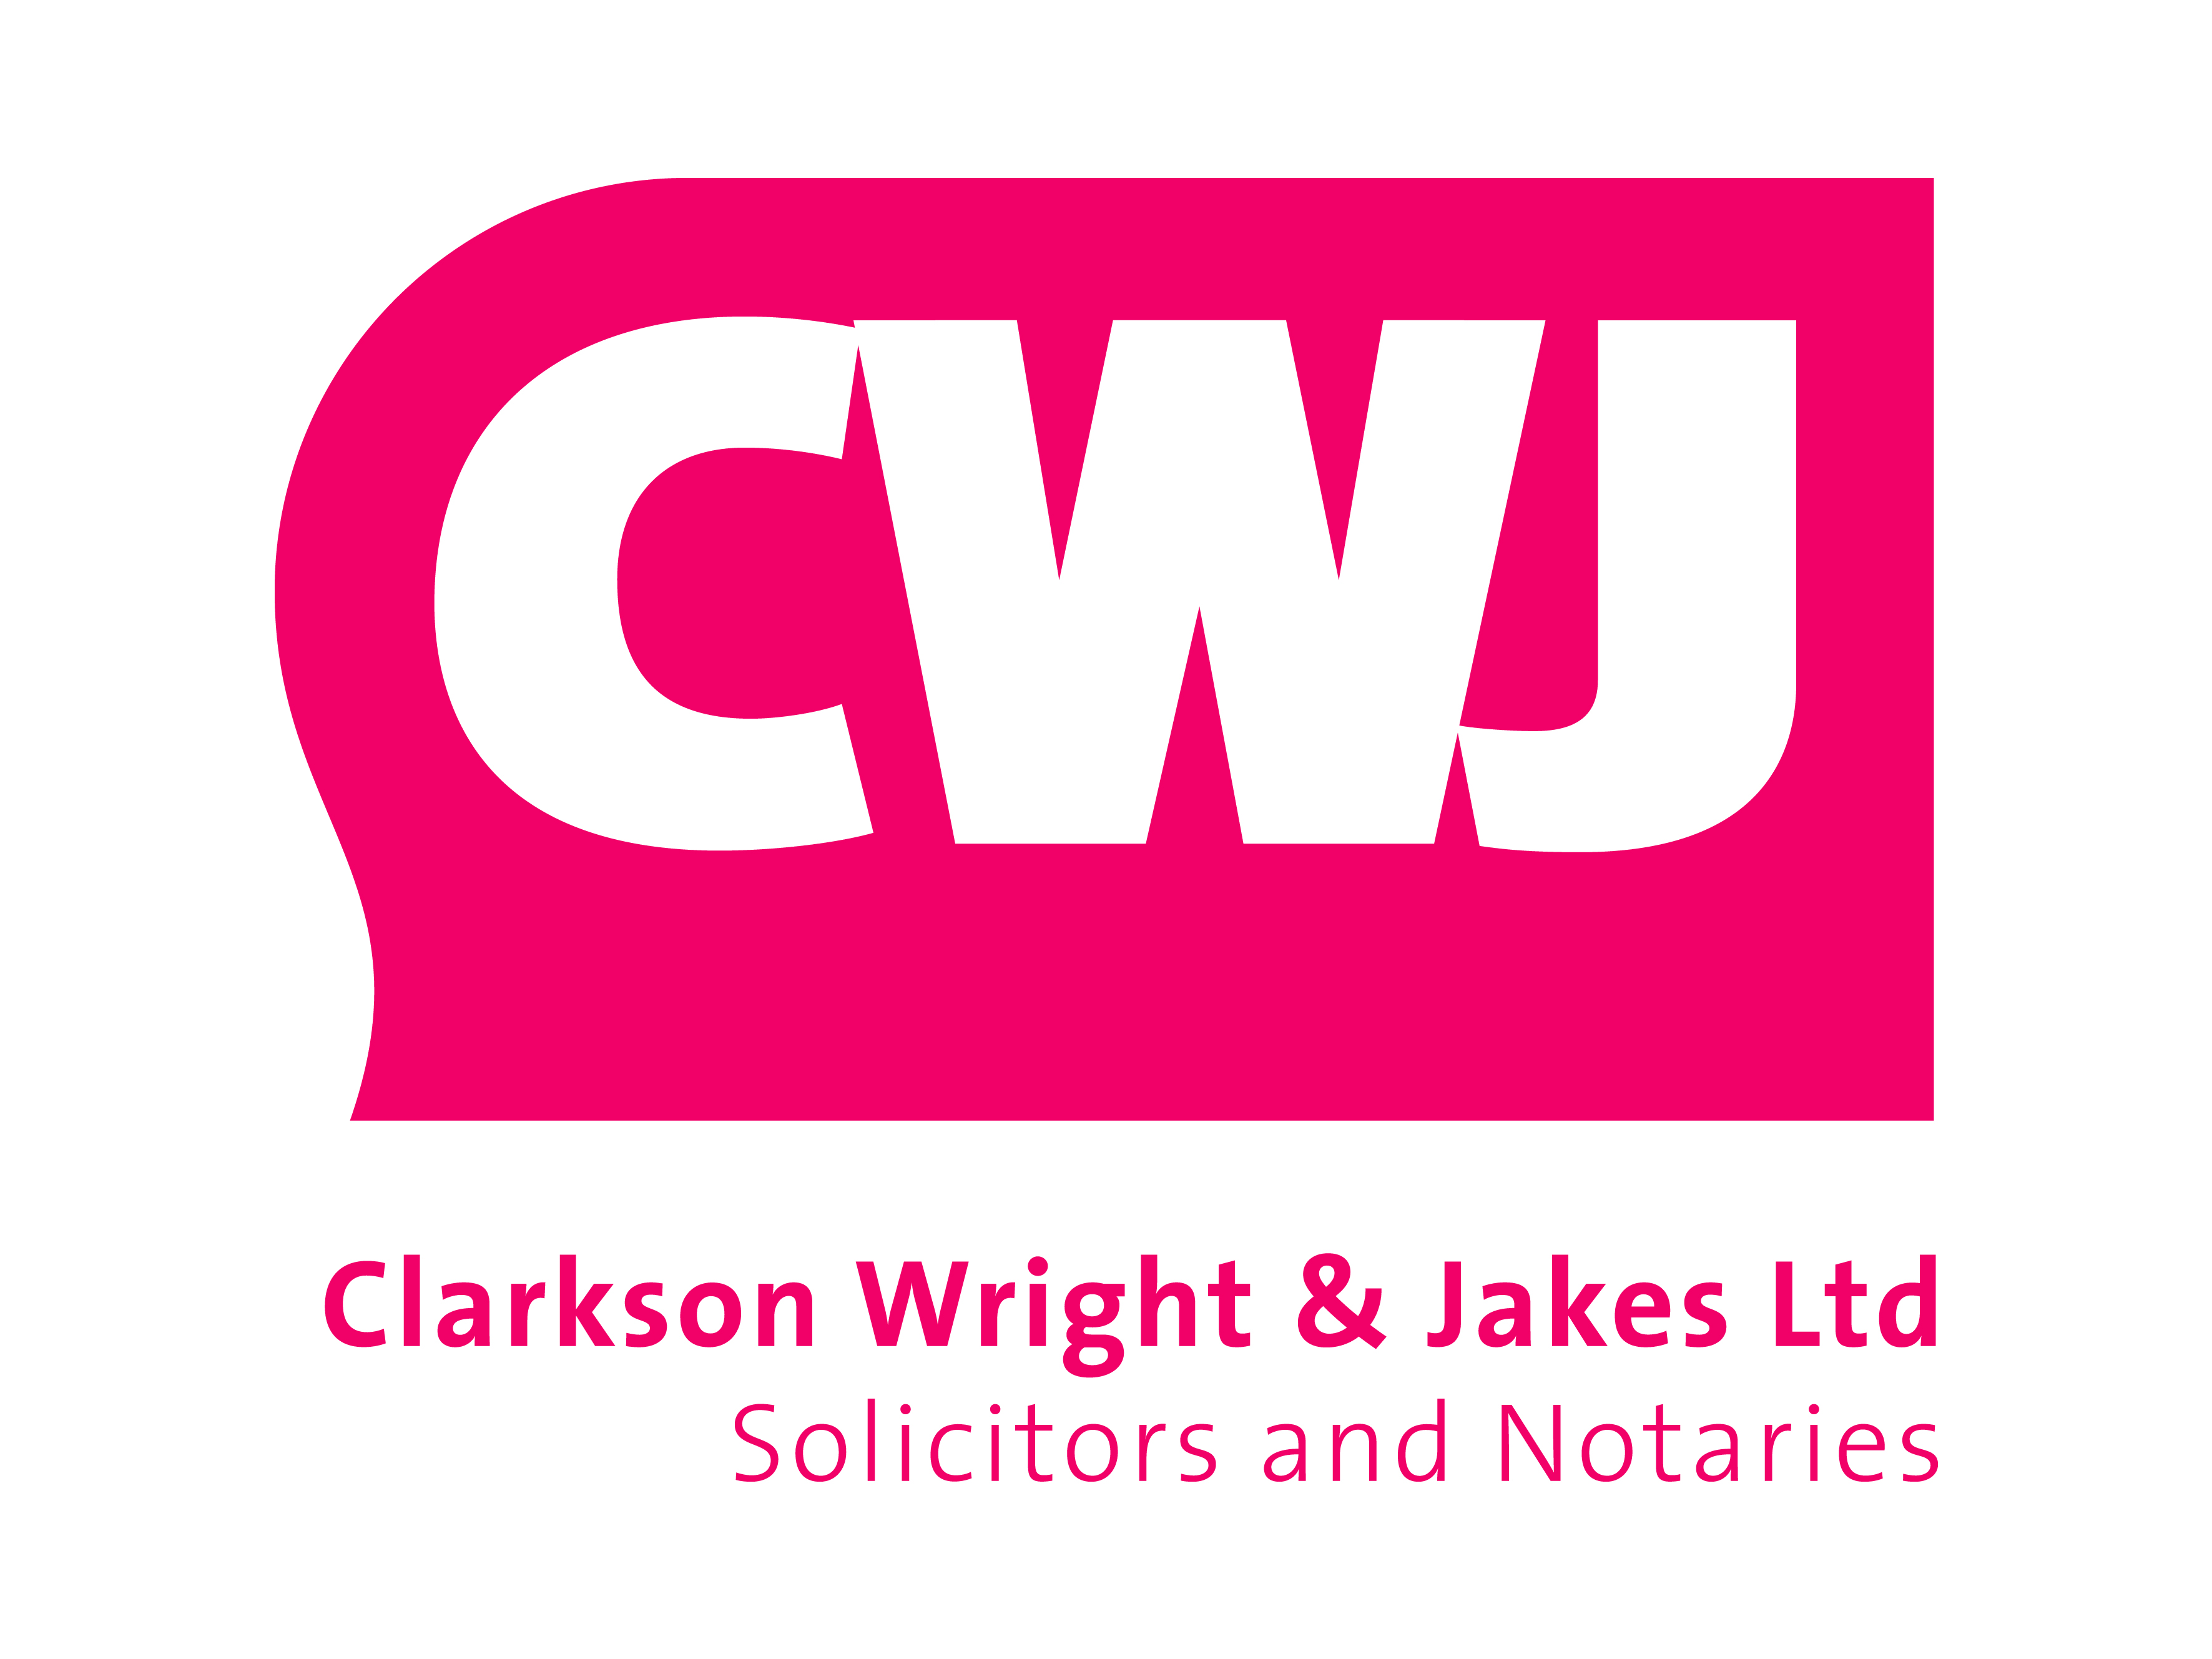 CWJ
Clarkson Wright & Jakes Ltd
Solicitors and Notaries